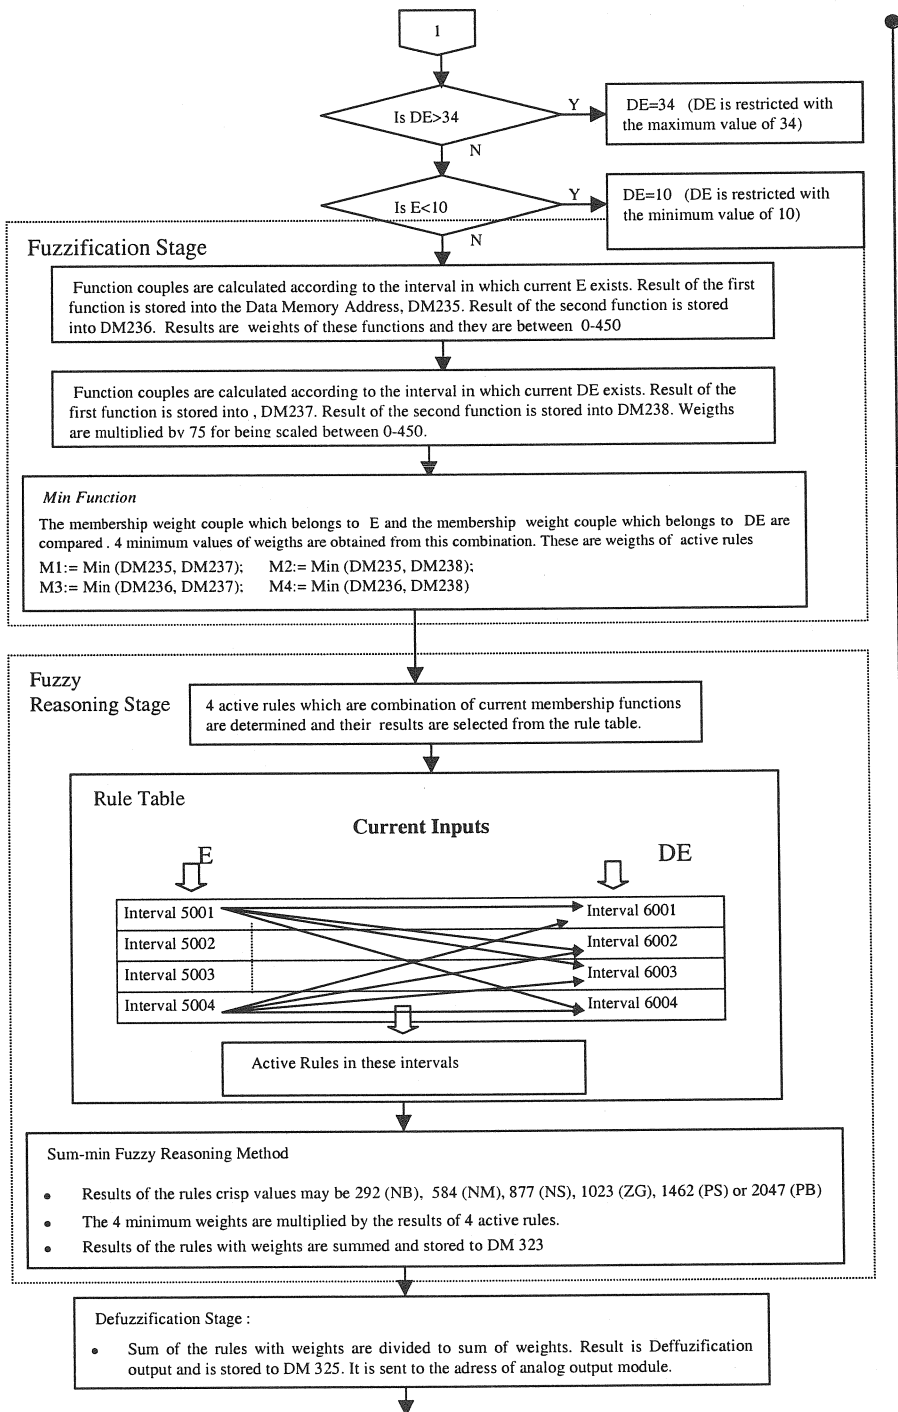 1
Is DE>34
Y
DE=34 (DE is restricted with
the maximum value of 34)
N
Is E<10
Y
DE=10 (DE is restricted with
the minimum value of 10)
N
Fuzzification Stage
Function couples are calculated according to the interval in which current E exists. Result of the first
function is stored into the Data Memory Address, DM235. Result of the second function is stored
into DM236. Results are weights of these functions and they are between 0-450
Function couples are calculated according to the interval in which current DE exists. Result of the
first function is stored into , DM237. Result of the second function is stored into DM238. Weigths
are multiplied by 75 for being scaled between 0-450.
Min Function
The membership weight couple which belongs to E and the membership weight couple which belongs to DE are
compared . 4 minimum values of weigths are obtained from this combination. These are weigths of active rules
M1:= Min (DM235, DM237); M2:= Min (DM235, DM238);
M3:= Min (DM236, DM237); M4:= Min (DM236, DM238)
Fuzzy
Reasoning Stage
4 active rules which are combination of current membership functions
are determined and their results are selected from the rule table.
Rule Table
Current Inputs
E
DE
Interval 5001
Interval 6001
Interval 5002
Interval 6002
Interval 5003
Interval 6003
Interval 5004
Interval 6004
Active Rules in these intervals
Sum-min Fuzzy Reasoning Method
• Results of the rules crisp values may be 292 (NB), 584 (NM), 877 (NS), 1023 (ZG), 1462 (PS) or 2047 (PB)
• The 4 minimum weights are multiplied by the results of 4 active rules.
• Results of the rules with weights are summed and stored to DM 323
Defuzzification Stage :
• Sum of the rules with weights are divided to sum of weights. Result is Deffuzification
output and is stored to DM 325. It is sent to the adress of analog output module.